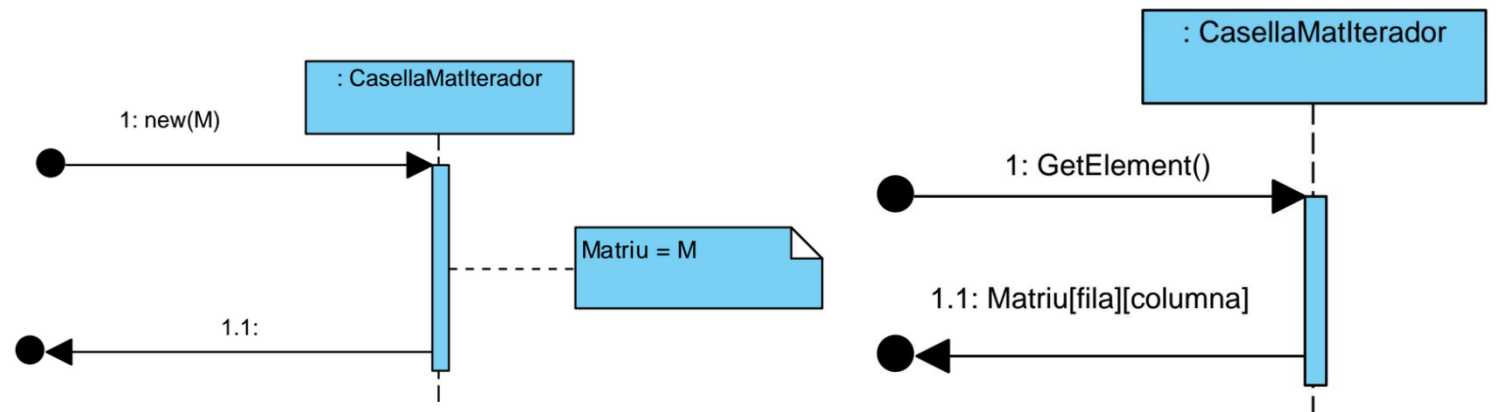 : CasellaMatIterador
1: new(M)
Matriu = M
1.1:
: CasellaMatIterador
1: GetElement()
1.1: Matriu[fila][columna]